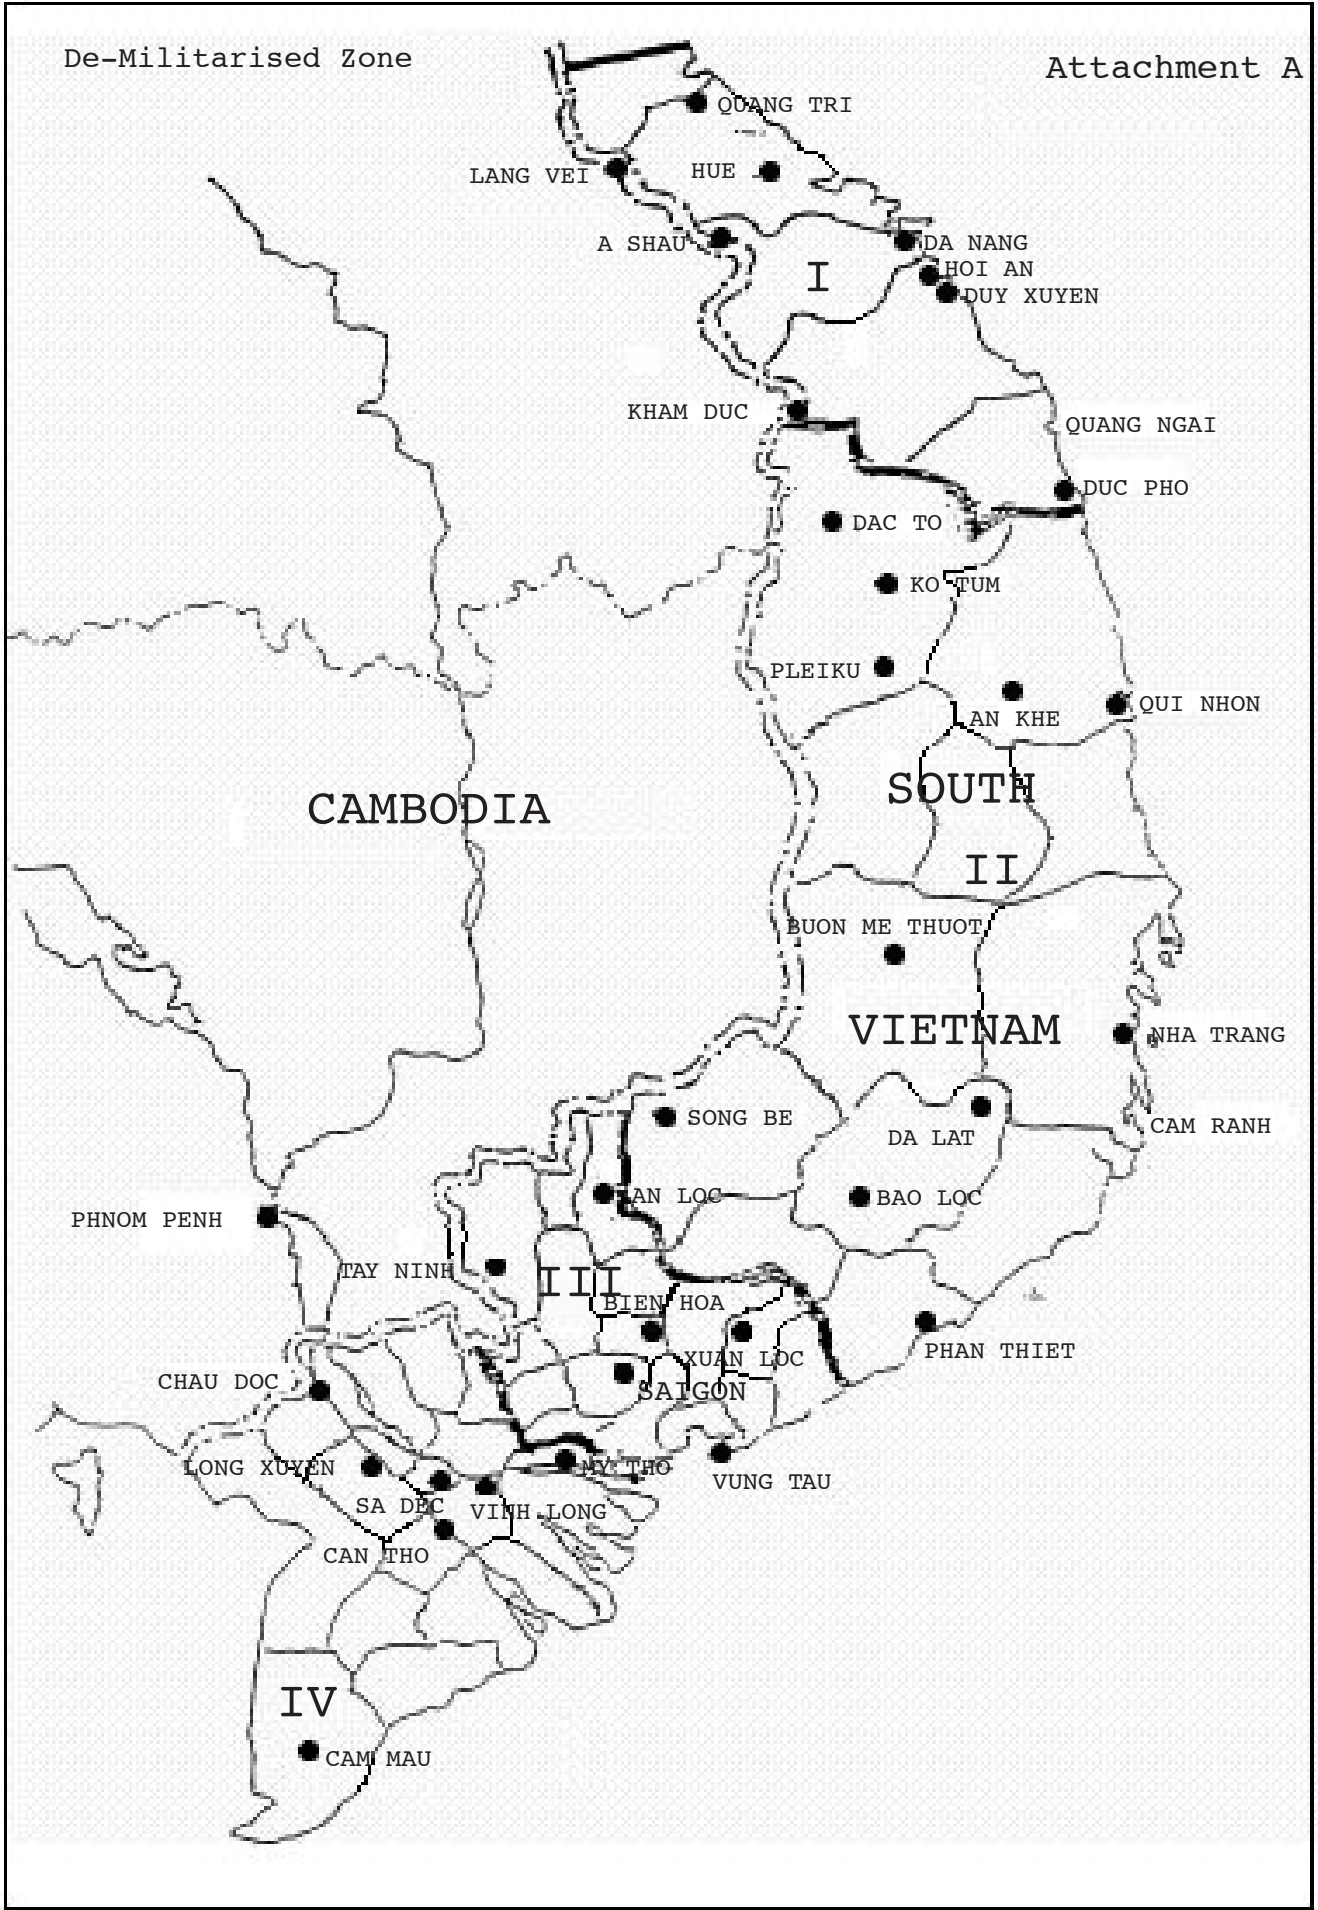 De-Militarised Zone
Attachment A
QUANG TRI
LANG VEI
HUE
A SHAU
DA NANG
I
HOI AN
DUY XUYEN
KHAM DUC
QUANG NGAI
DUC PHO
DAC TO
KO TUM
PLEIKU
QUI NHON
AN KHE
SOUTH
CAMBODIA
II
BUON ME THUOT
VIETNAM
NHA TRANG
SONG BE
CAM RANH
DA LAT
AN LOC
BAO LOC
PHNOM PENH
TAY NINH
III
BIEN HOA
PHAN THIET
XUAN LOC
CHAU DOC
SAIGON
LONG XUYEN
MY THO
VUNG TAU
SA DEC
VINH LONG
CAN THO
IV
CAM MAU